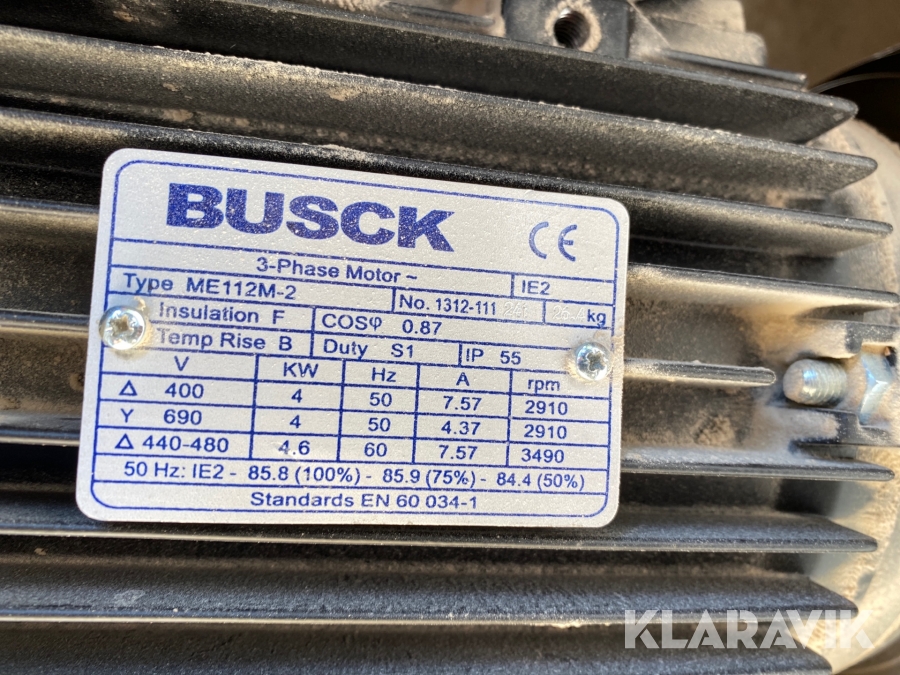 BUSCK
CE
3-Phase Motor ~
IE2
Type ME112M-2
No. 1312-111 kg
Insulation F
COSφ 0.87
Temp Rise B
Duty S1
IP 55
V KW Hz A rpm
Δ 400 4 50 7.57 2910
Y 690 4 50 4.37 2910
Δ 440-480 4.6 60 7.57 3490
50 Hz: IE2 - 85.8 (100%) - 85.9 (75%) - 84.4 (50%)
Standards EN 60 034-1
KLARAVIK